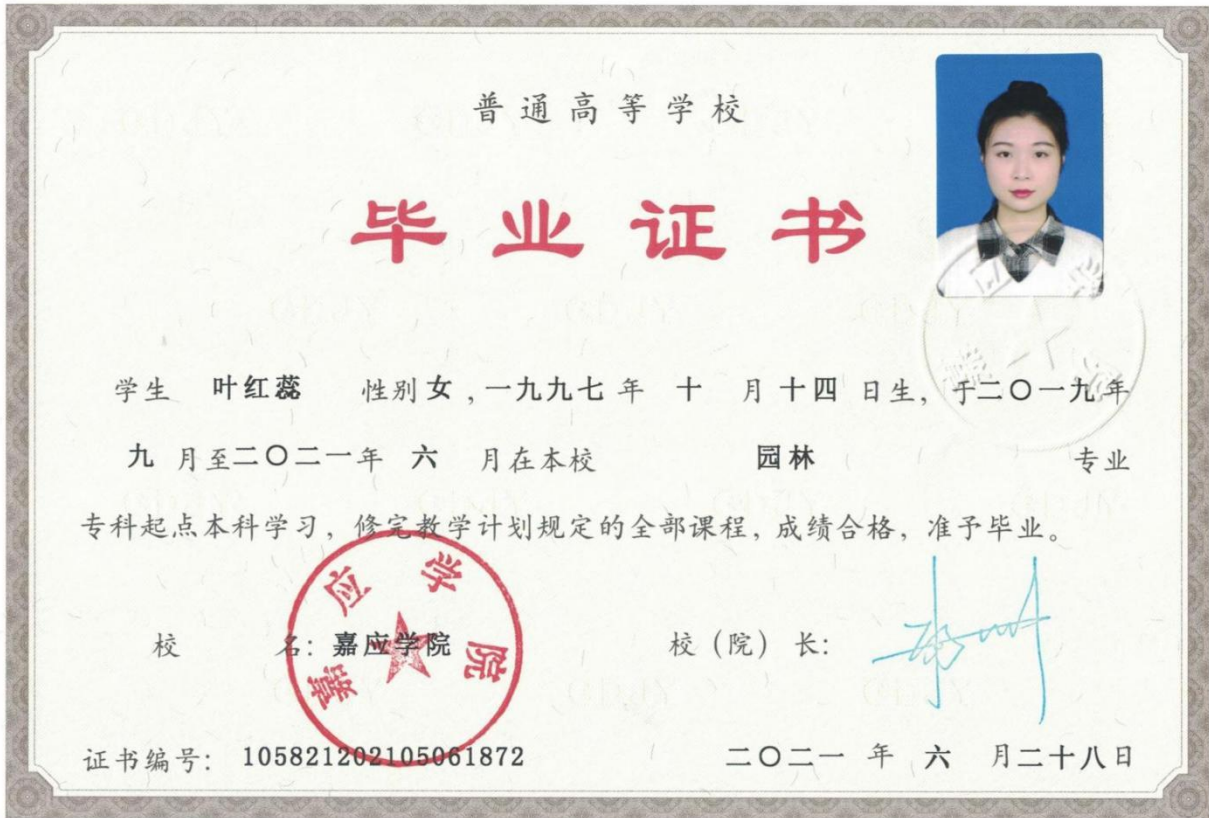 普通高等学校
毕业证书
学生 叶红蕊 性别 女，一九九七 年 十 月 十四 日生，于二〇一九年
九 月至二〇二一年 六 月在本校 园林 专业
专科起点本科学习，修完教学计划规定的全部课程，成绩合格，准予毕业。
嘉应学院
校 名：嘉应学院 校（院）长：
证书编号：105821202105061872 二〇二一 年 六 月二十八日